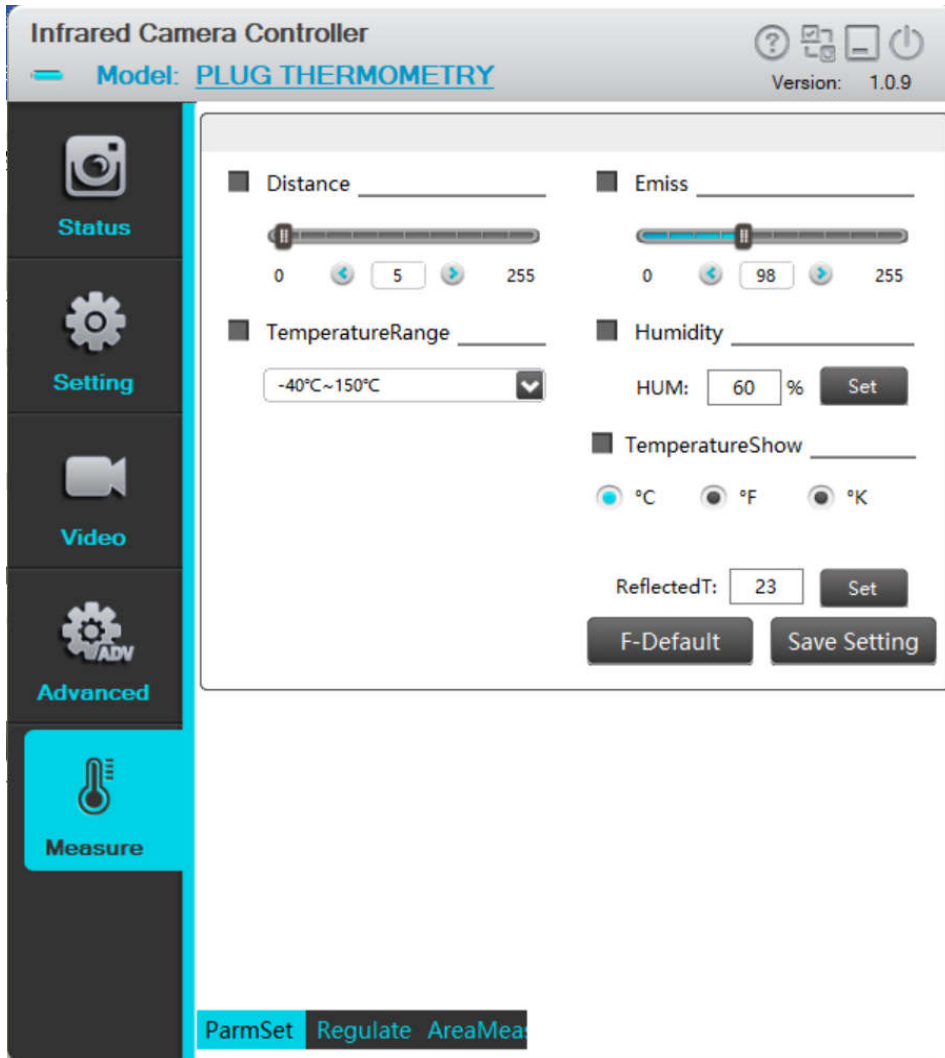 Infrared Camera Controller
Model: PLUG THERMOMETRY
Version: 1.0.9
Status
Setting
Video
ADV
Advanced
Measure
Distance
0 5 255
Emiss
0 98 255
TemperatureRange
-40℃~150℃
Humidity
HUM: 60 % Set
TemperatureShow
°C °F °K
ReflectedT: 23 Set
F-Default Save Setting
ParmSet Regulate AreaMeas